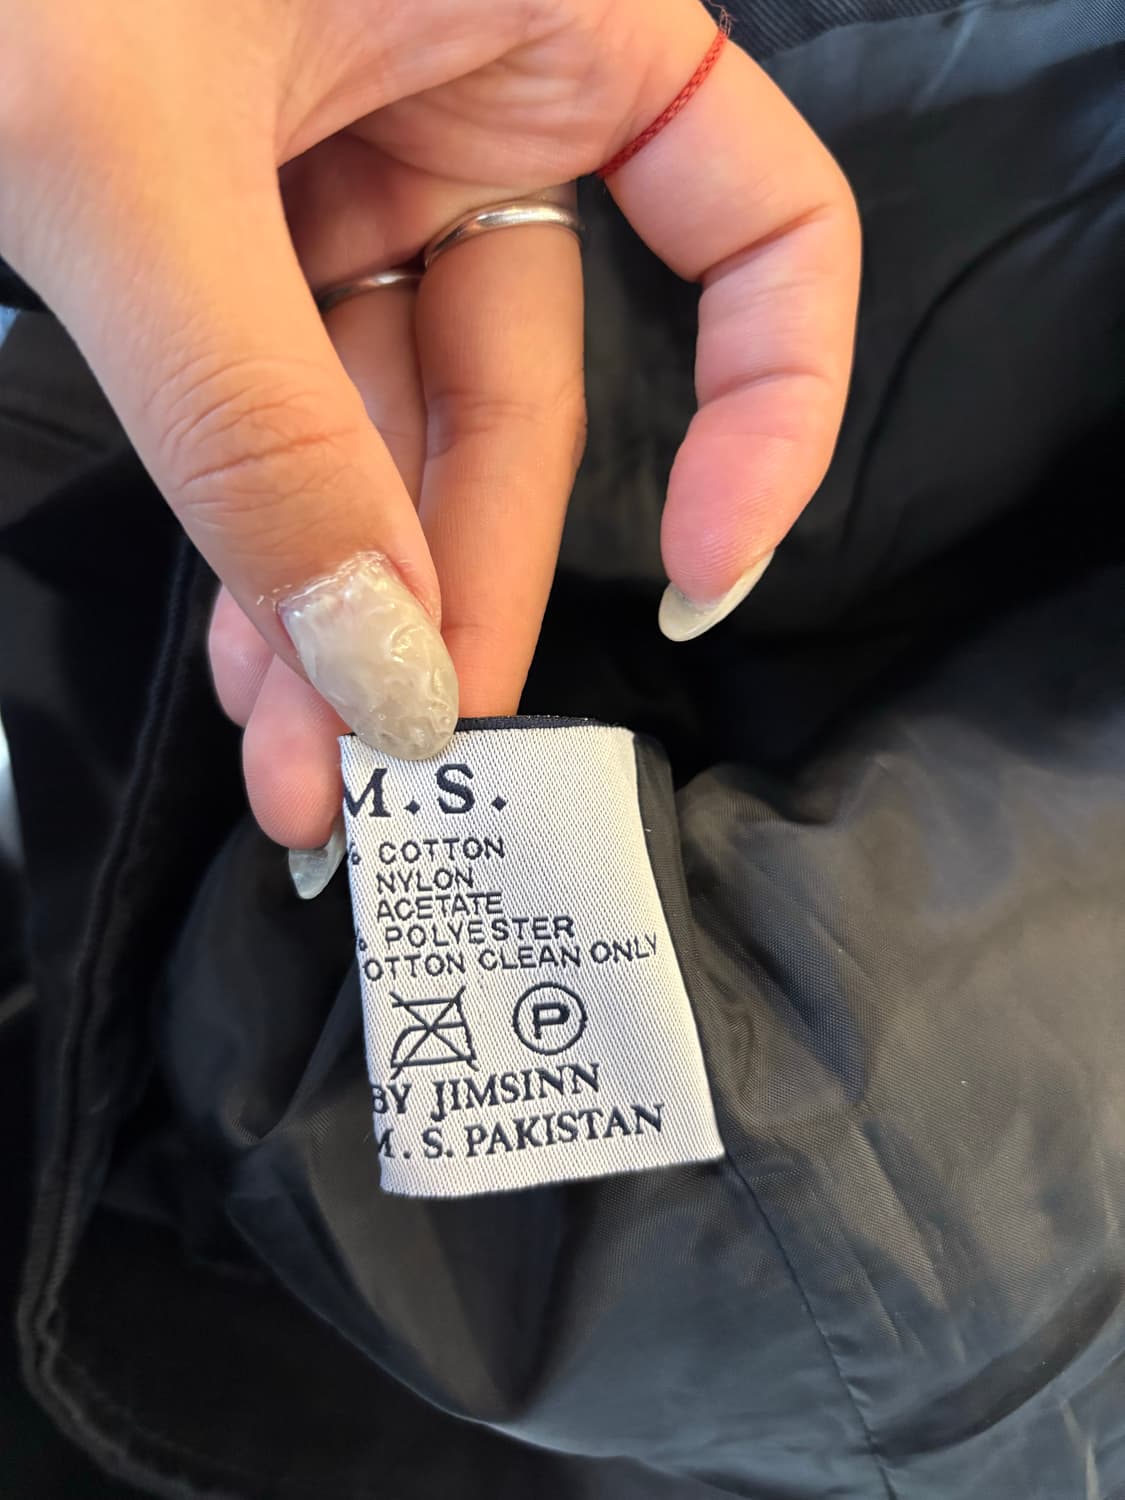 M.S.
% COTTON
NYLON
ACETATE
% POLYESTER
OTTON CLEAN ONLY
P
BY JIMSINN
M. S. PAKISTAN